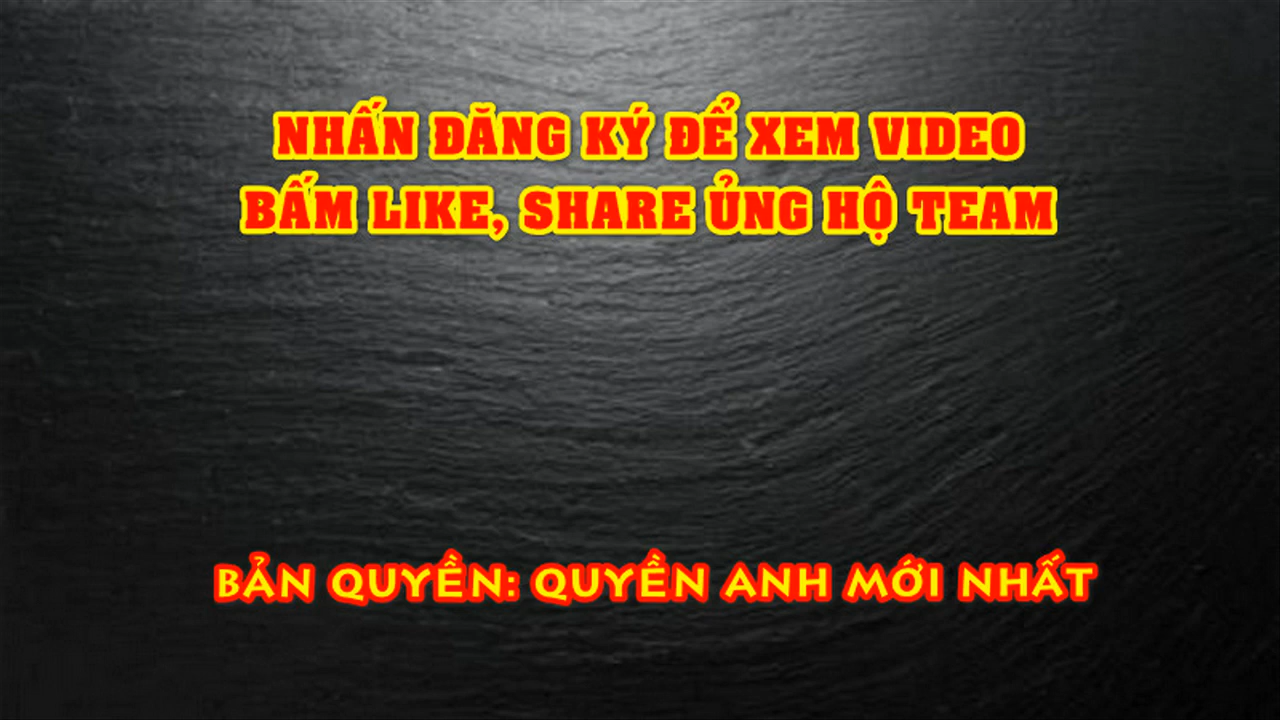 NHẤN ĐĂNG KÝ ĐỂ XEM VIDEO
BẤM LIKE, SHARE ỦNG HỘ TEAM
BẢN QUYỀN: QUYỀN ANH MỚI NHẤT